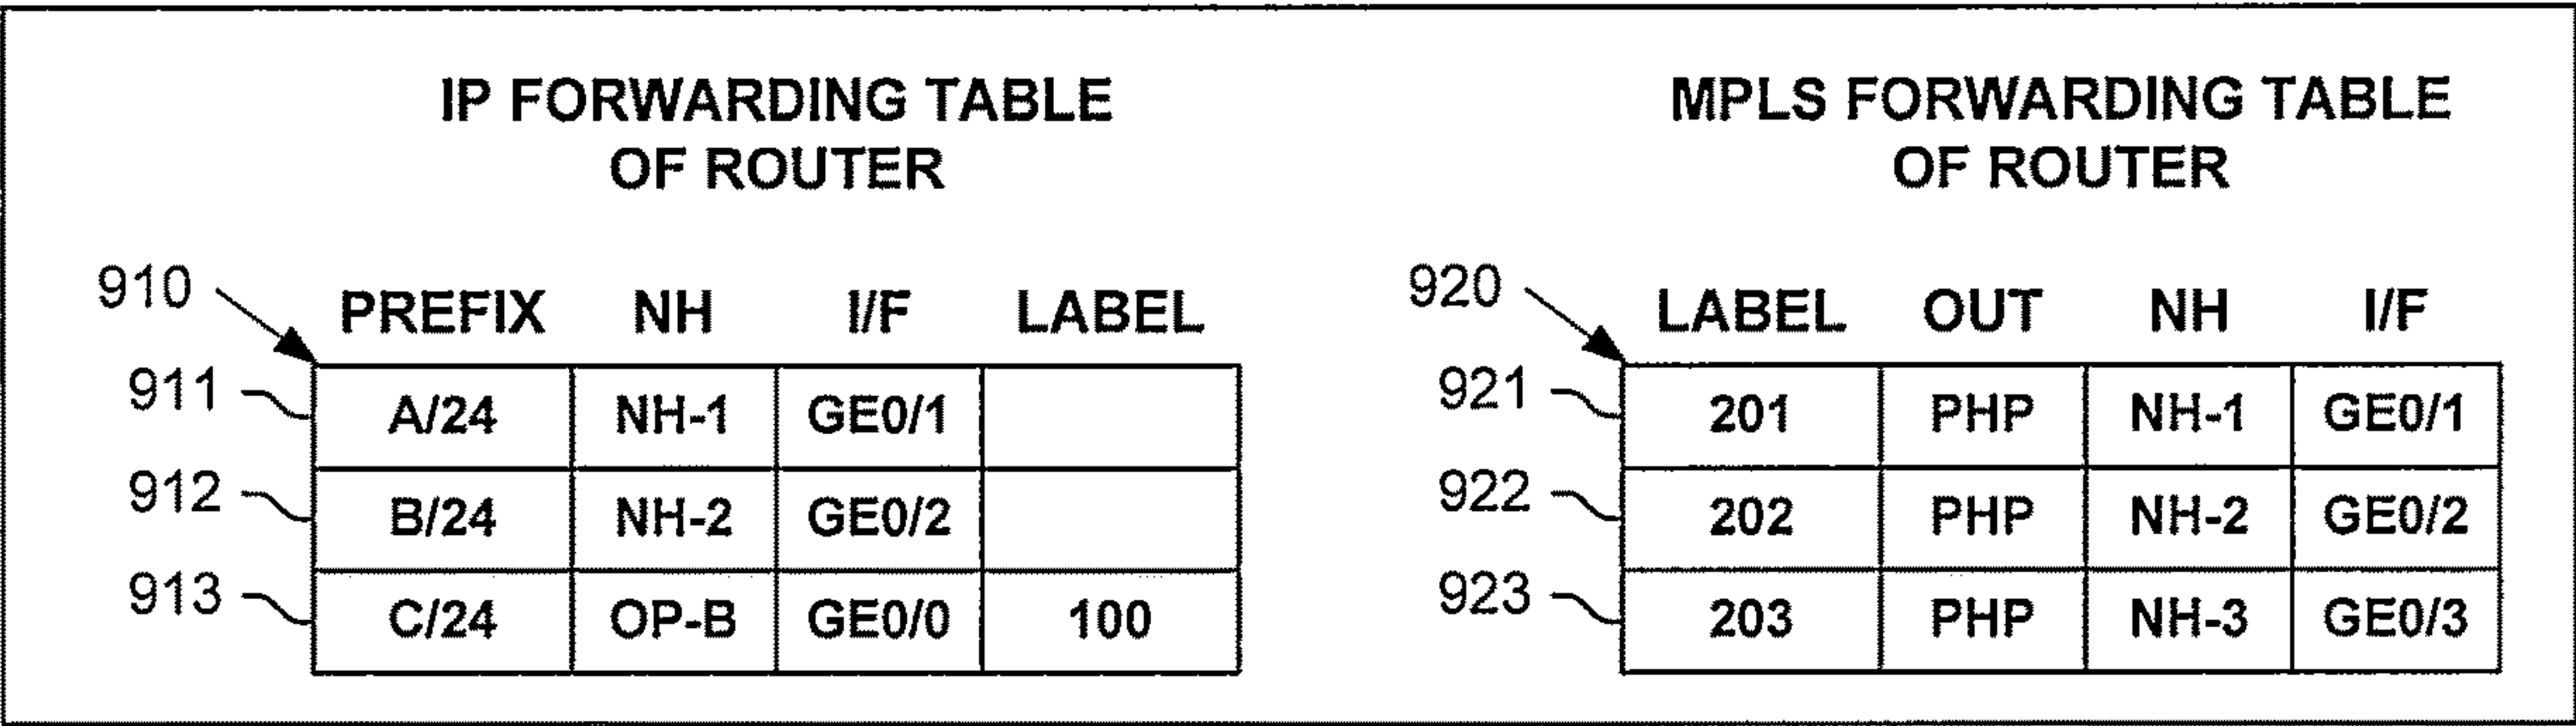 IP FORWARDING TABLE
OF ROUTER
910
PREFIX NH I/F LABEL
911 A/24 NH-1 GE0/1
912 B/24 NH-2 GE0/2
913 C/24 OP-B GE0/0 100
MPLS FORWARDING TABLE
OF ROUTER
920
LABEL OUT NH I/F
921 201 PHP NH-1 GE0/1
922 202 PHP NH-2 GE0/2
923 203 PHP NH-3 GE0/3